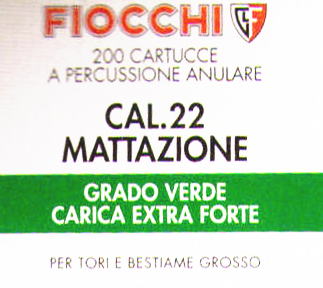 FIOCCHI
200 CARTUCCE
A PERCUSSIONE ANULARE
CAL.22
MATTAZIONE
GRADO VERDE
CARICA EXTRA FORTE
PER TORI E BESTIAME GROSSO